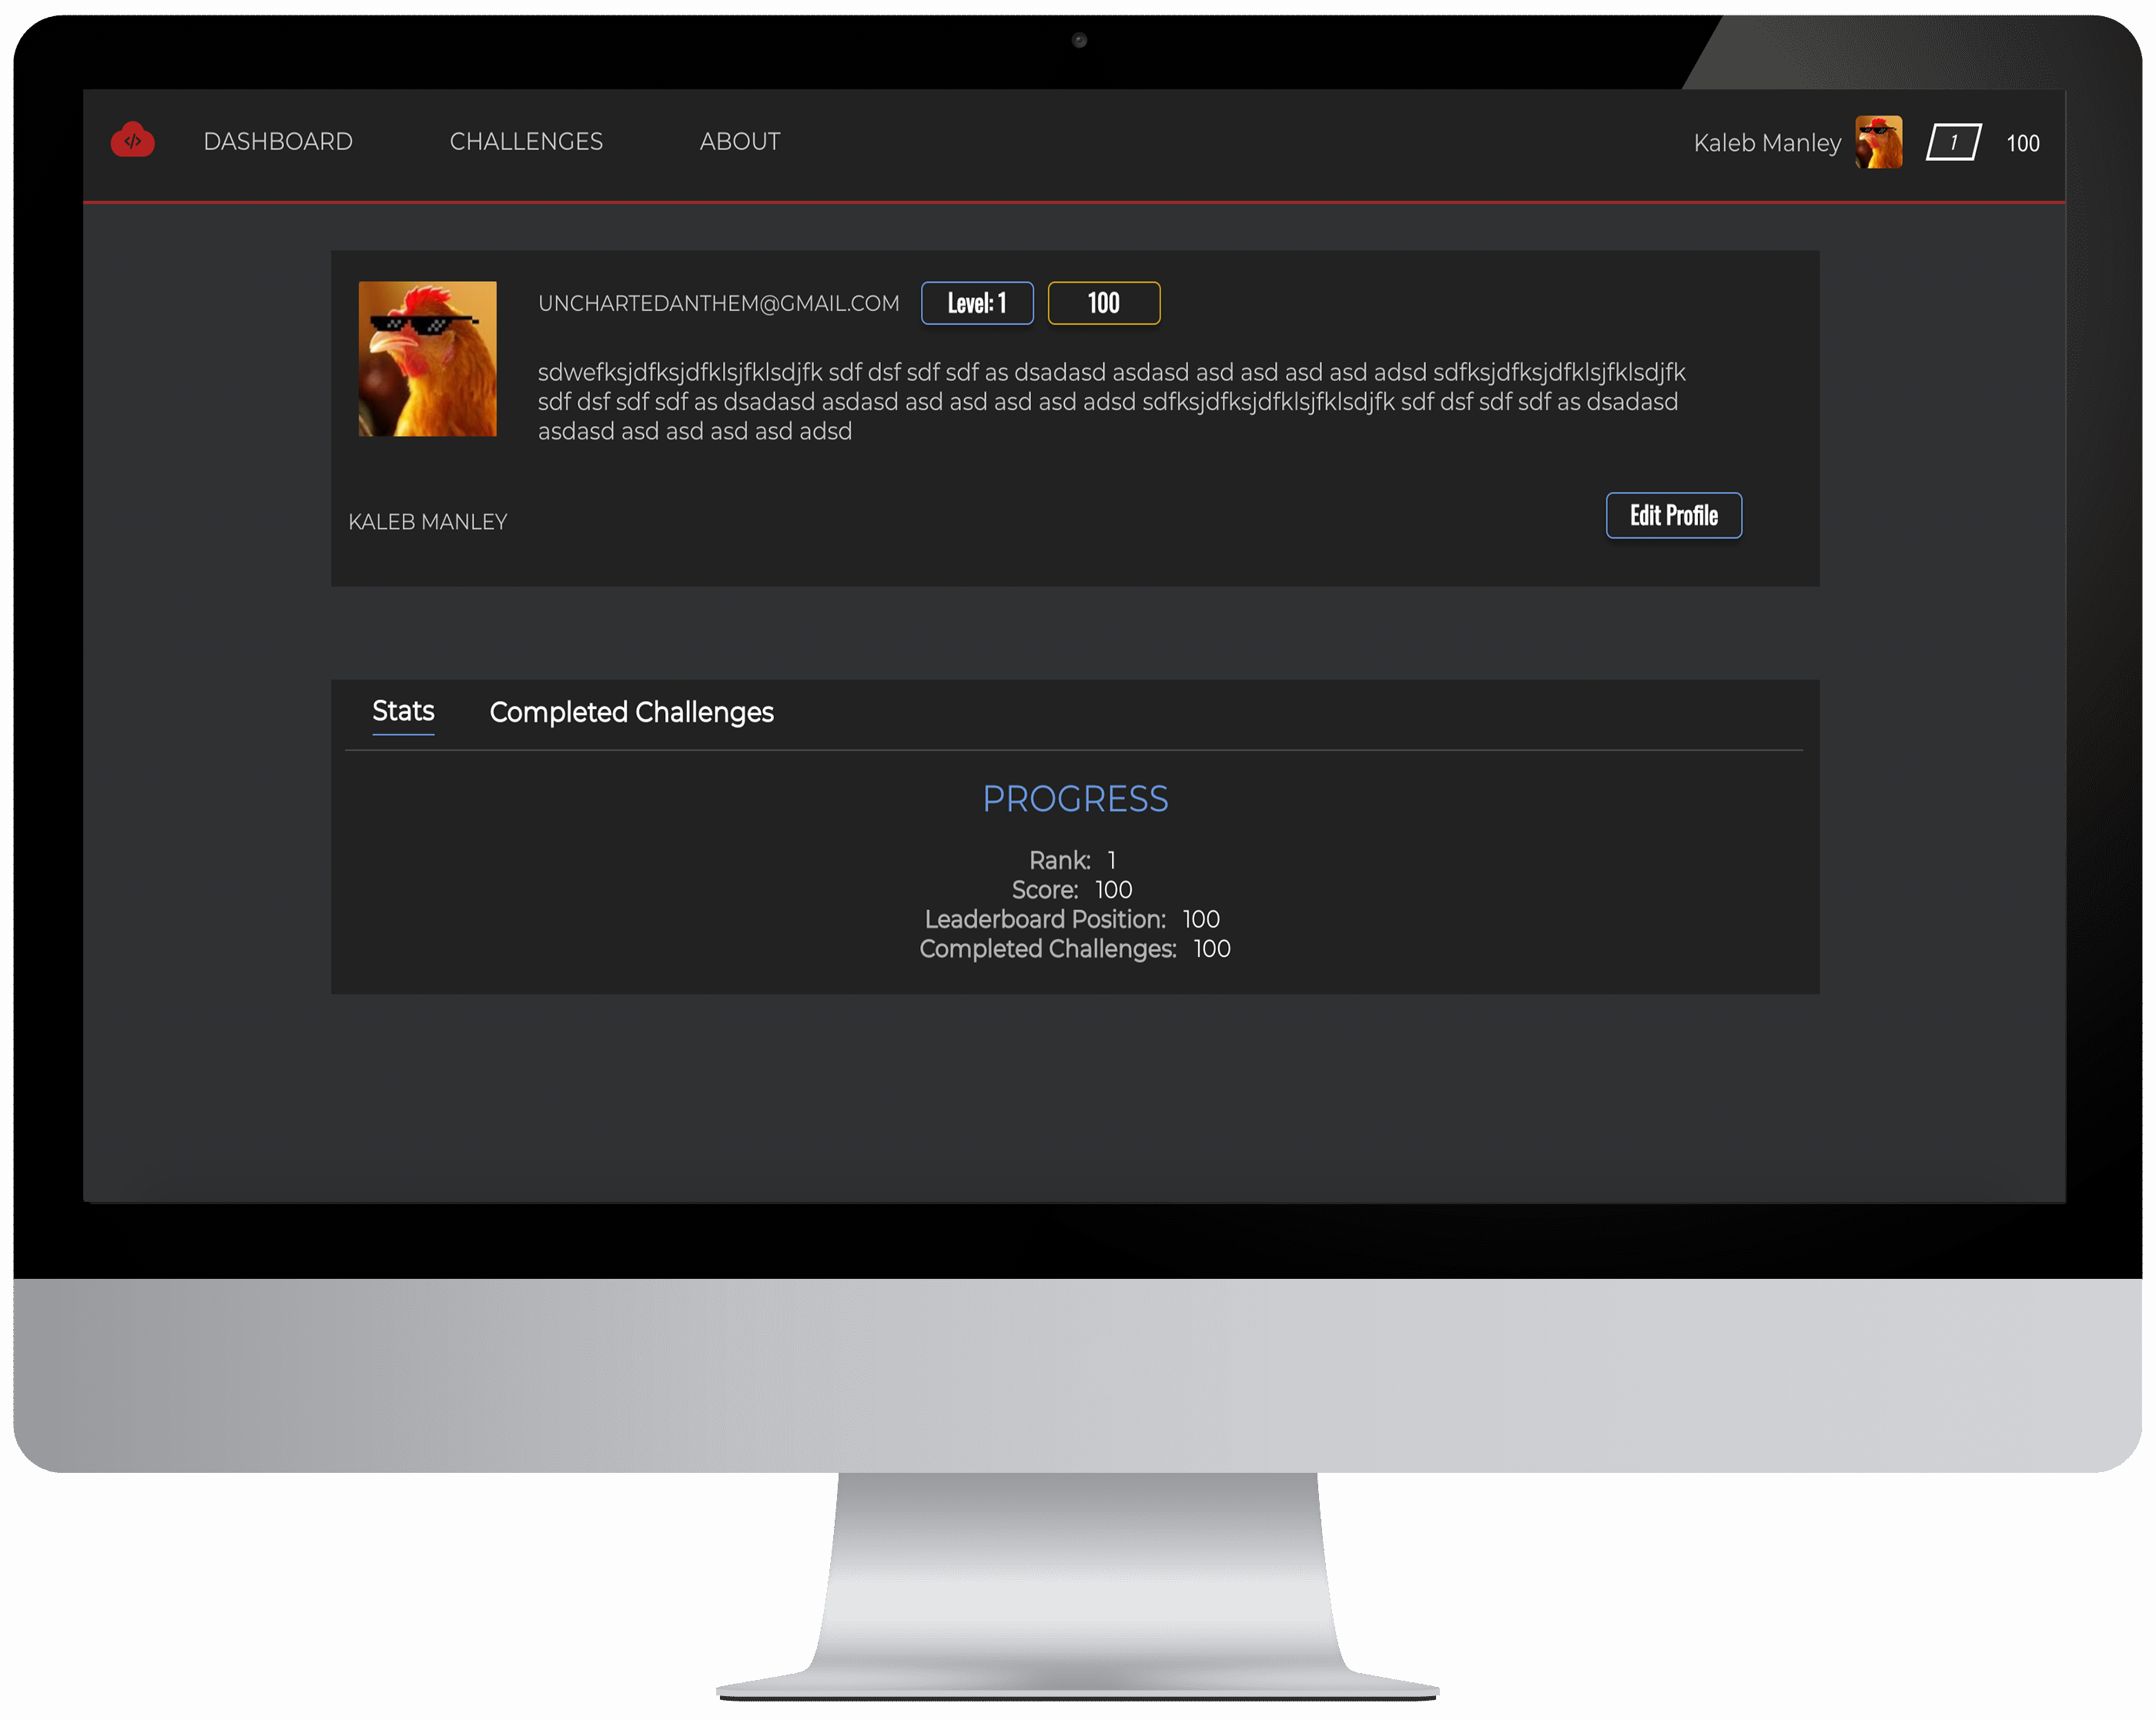 </> DASHBOARD CHALLENGES ABOUT Kaleb Manley 1 100
UNCHARTEDANTHEM@GMAIL.COM Level: 1 100
sdwefksjdfksjdfklsjfklsdjfk sdf dsf sdf sdf as dsadasd asdasd asd asd asd asd adsd sdfksjdfksjdfklsjfklsdjfk
sdf dsf sdf sdf as dsadasd asdasd asd asd asd asd adsd sdfksjdfksjdfklsjfklsdjfk sdf dsf sdf sdf as dsadasd
asdasd asd asd asd asd adsd
KALEB MANLEY Edit Profile
Stats Completed Challenges
PROGRESS
Rank: 1
Score: 100
Leaderboard Position: 100
Completed Challenges: 100